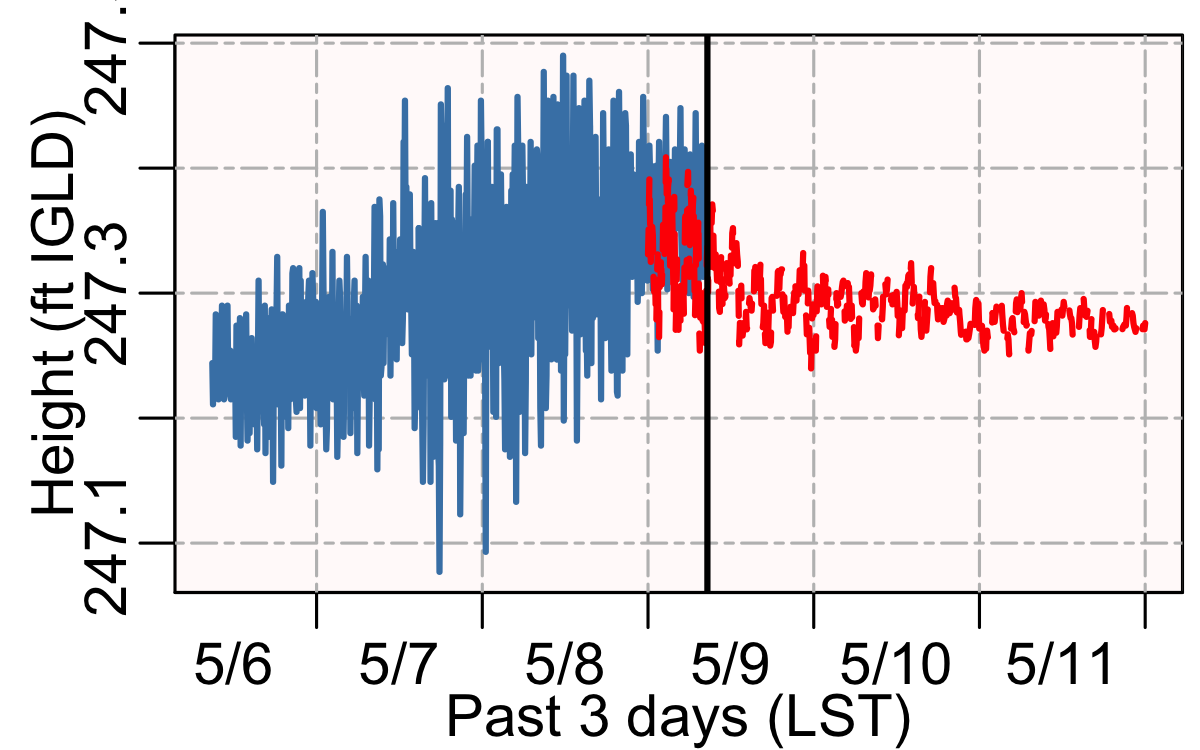 Height (ft IGLD)
247.
247.3
247.1
5/6 5/7 5/8 5/9 5/10 5/11
Past 3 days (LST)